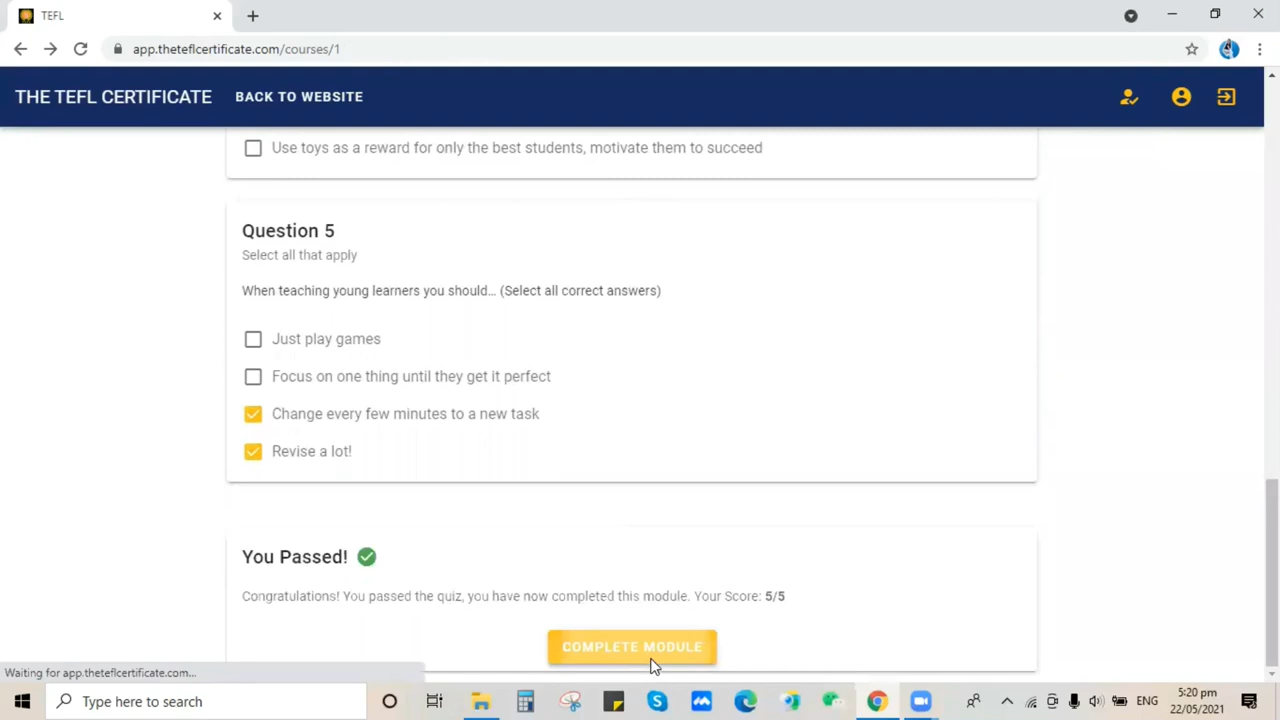 TEFL
app.theteflcertificate.com/courses/1
THE TEFL CERTIFICATE BACK TO WEBSITE
Use toys as a reward for only the best students, motivate them to succeed
Question 5
Select all that apply
When teaching young learners you should... (Select all correct answers)
Just play games
Focus on one thing until they get it perfect
Change every few minutes to a new task
Revise a lot!
You Passed!
Congratulations! You passed the quiz, you have now completed this module. Your Score: 5/5
COMPLETE MODULE
Waiting for app.theteflcertificate.com...
Type here to search
ENG
5:20 pm
22/05/2021